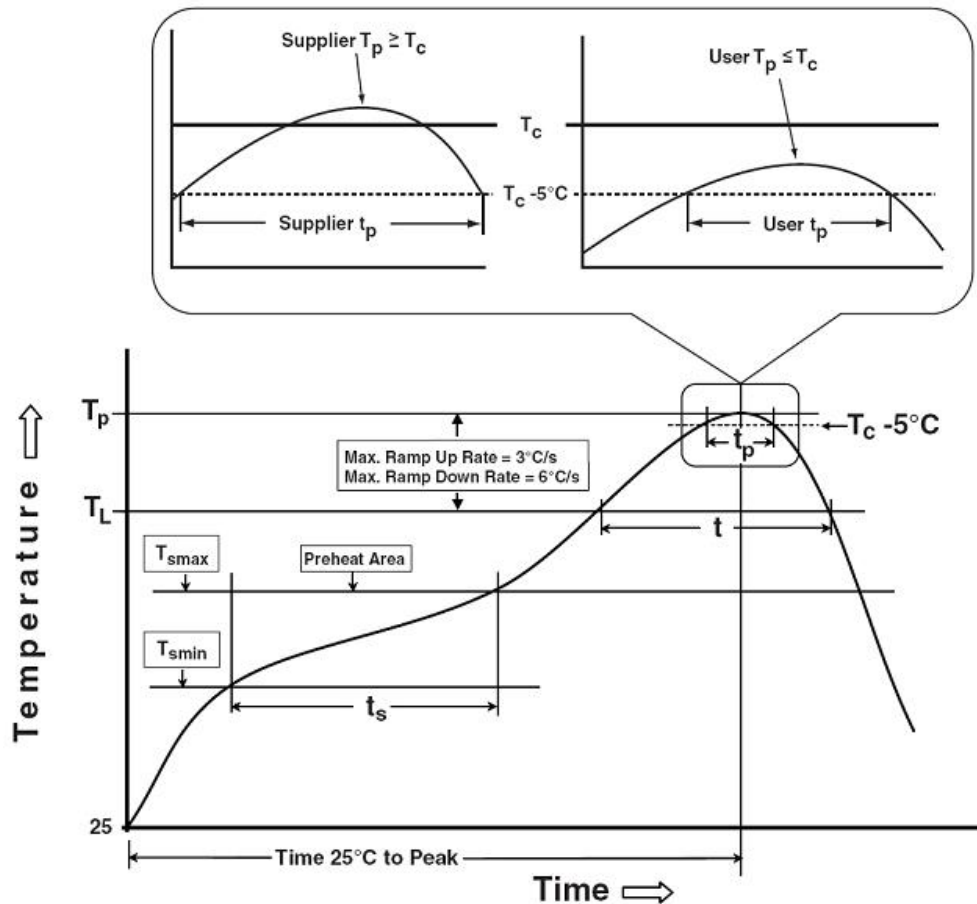 Supplier Tp ≥ Tc
User Tp ≤ Tc
Tc
Tc -5°C
Supplier tp
User tp
Tp
Tc -5°C
tp
Max. Ramp Up Rate = 3°C/s
Max. Ramp Down Rate = 6°C/s
TL
t
Tsmax
Preheat Area
Tsmin
ts
Temperature
25
Time 25°C to Peak
Time